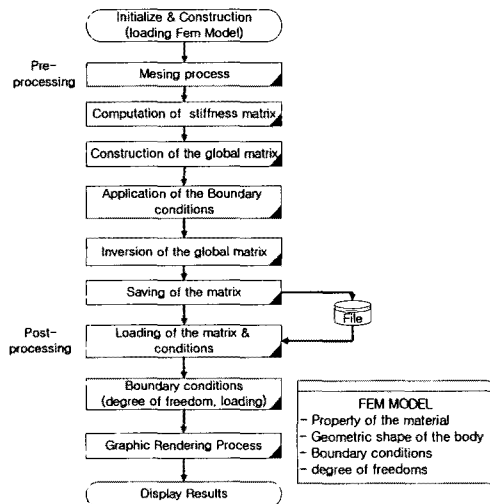 Initialize & Construction
(loading Fem Model)
Pre-
processing
Mesing process
Computation of stiffness matrix
Construction of the global matrix
Application of the Boundary
conditions
Inversion of the global matrix
Saving of the matrix
File
Post-
processing
Loading of the matrix &
conditions
Boundary conditions
(degree of freedom, loading)
Graphic Rendering Process
Display Results
FEM MODEL
- Property of the material
- Geometric shape of the body
- Boundary conditions
- degree of freedoms